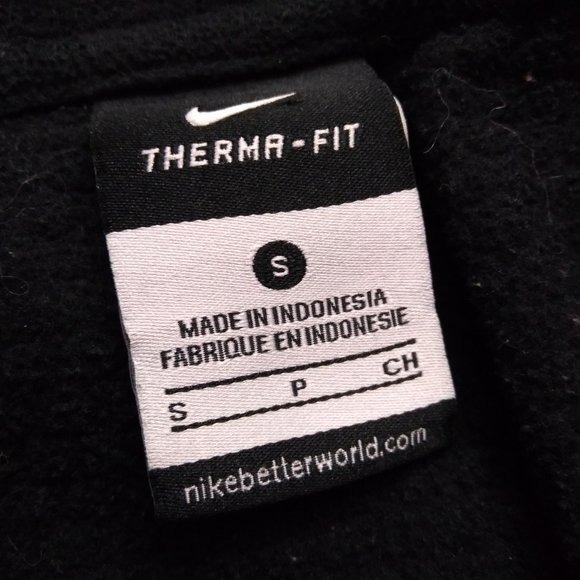 THERMA-FIT
S
MADE IN INDONESIA
FABRIQUE EN INDONESIE
S P CH
nikebetterworld.com